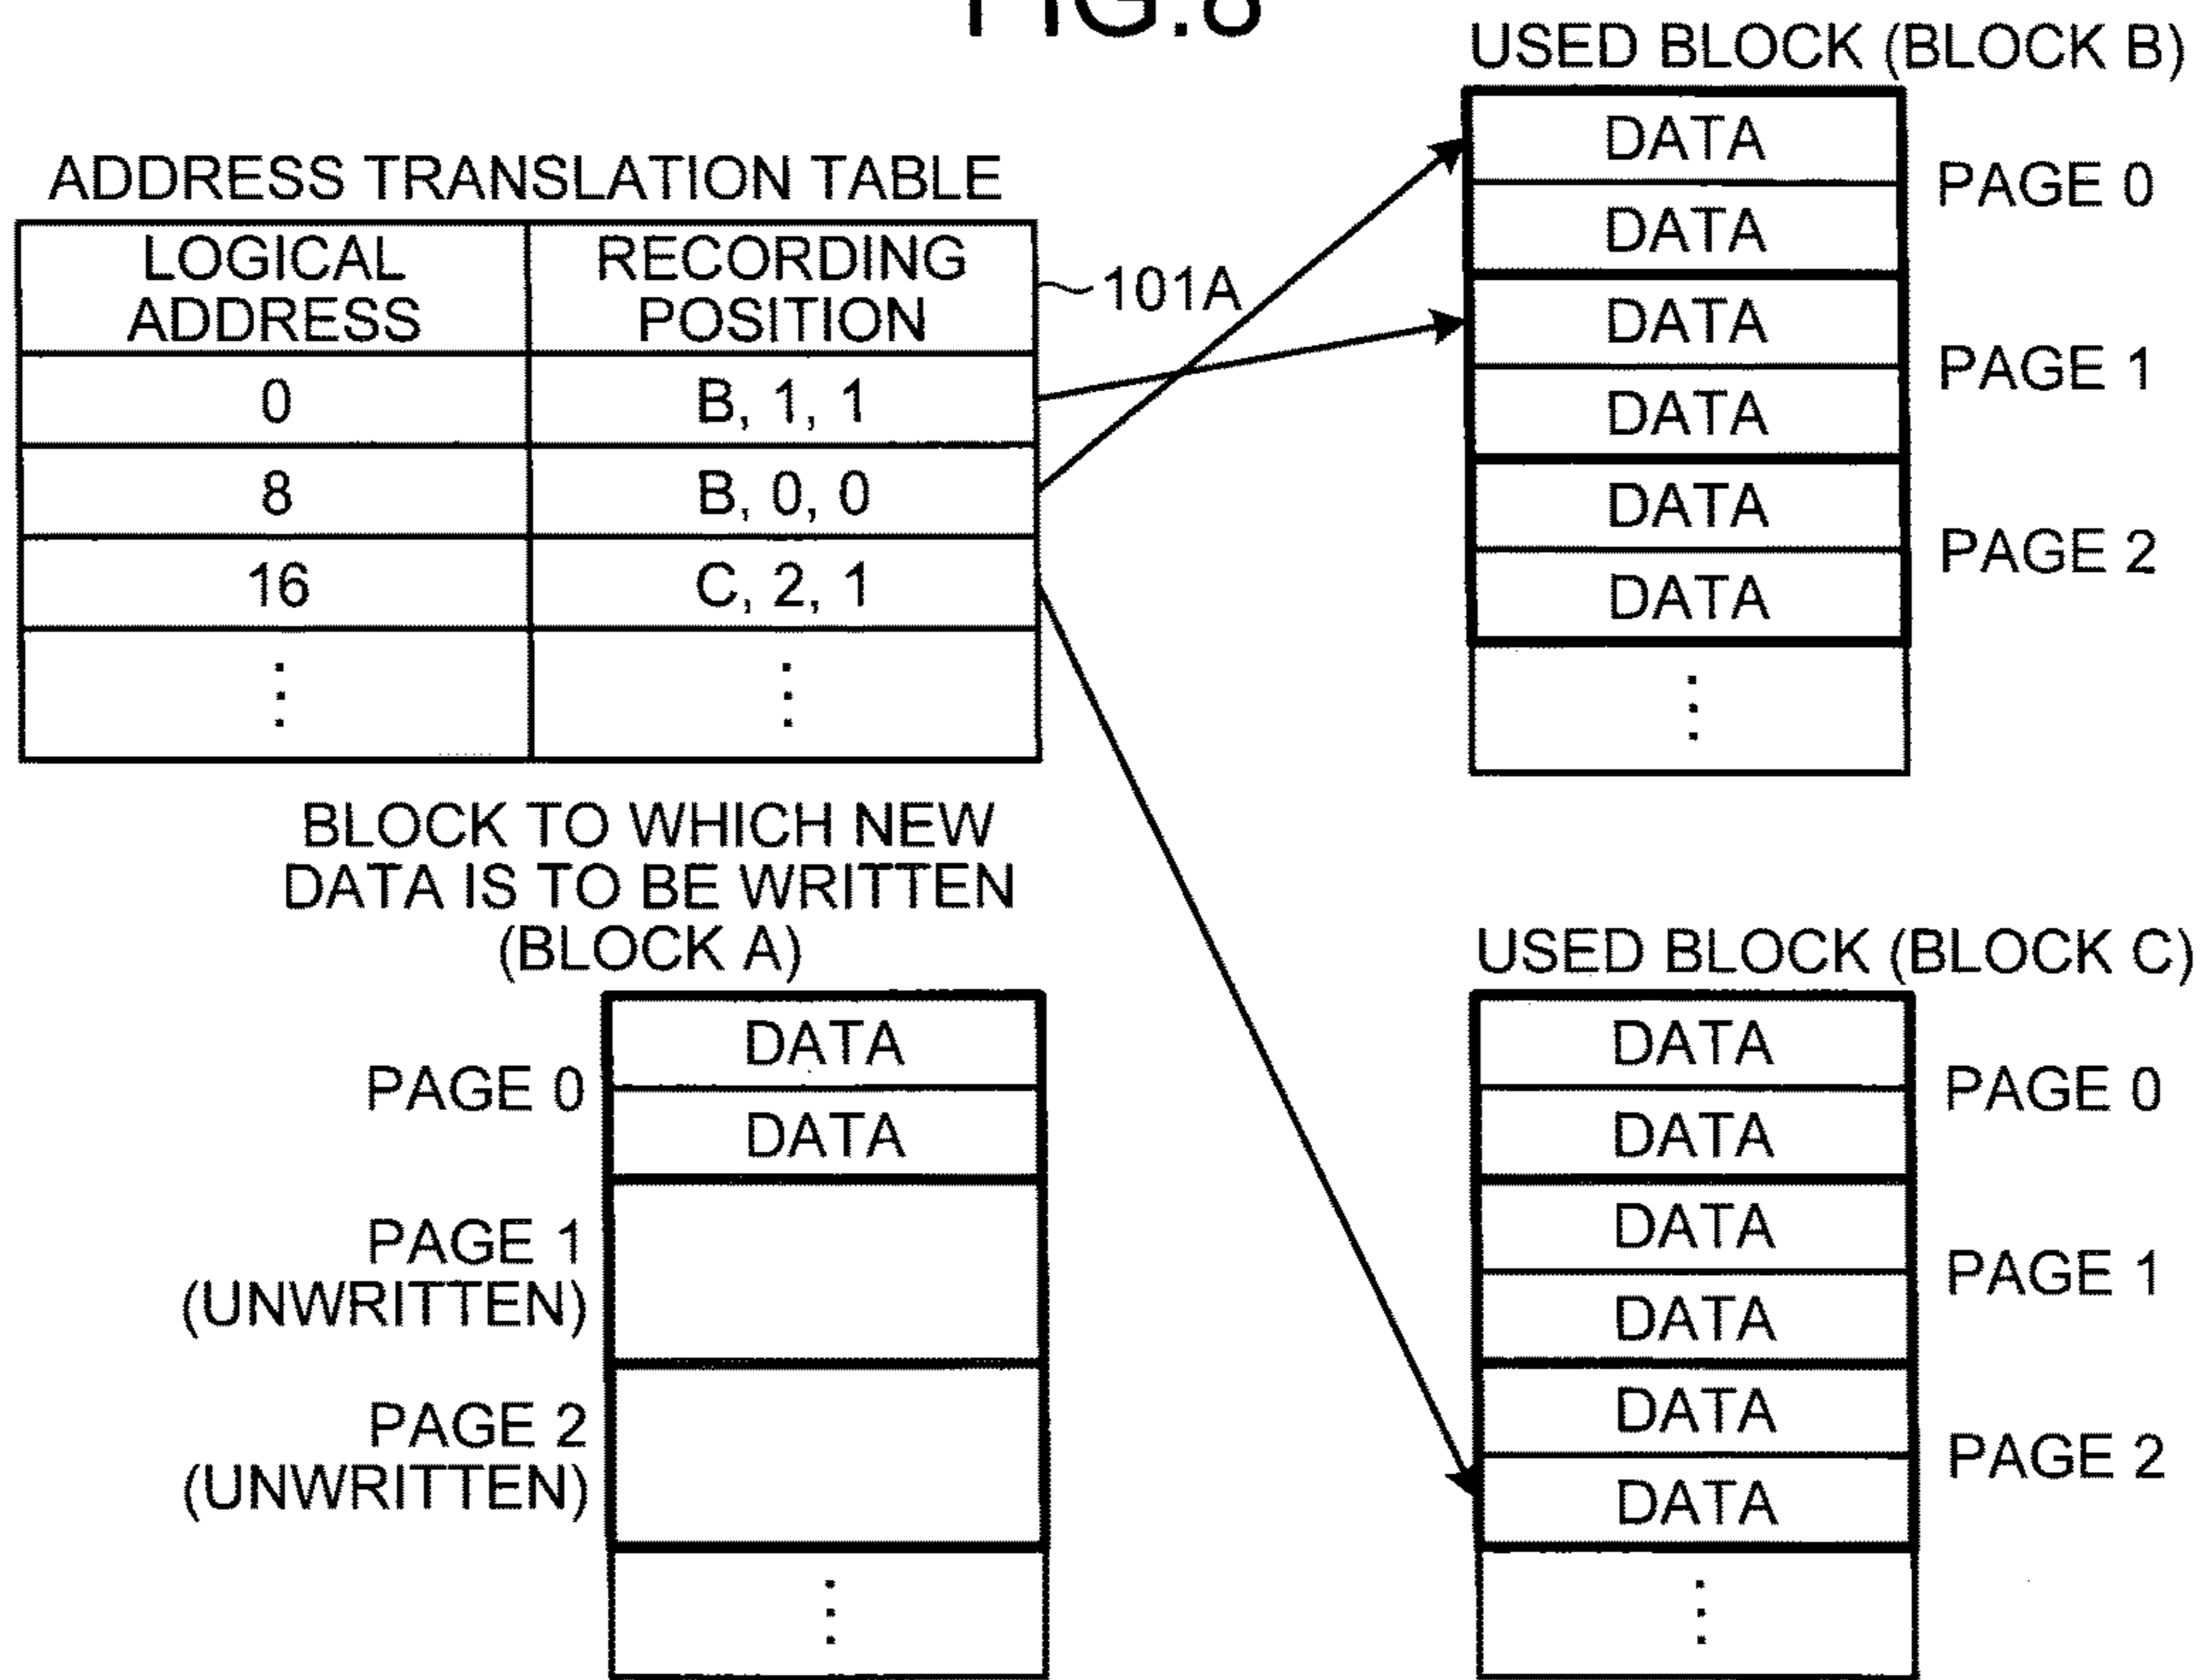 FIG.8
ADDRESS TRANSLATION TABLE
LOGICAL ADDRESS RECORDING POSITION
101A
0 B, 1, 1
8 B, 0, 0
16 C, 2, 1
⋮ ⋮
USED BLOCK (BLOCK B)
DATA
DATA
PAGE 0
DATA
DATA
PAGE 1
DATA
DATA
PAGE 2
⋮
BLOCK TO WHICH NEW
DATA IS TO BE WRITTEN
(BLOCK A)
PAGE 0
DATA
DATA
PAGE 1
(UNWRITTEN)
PAGE 2
(UNWRITTEN)
⋮
USED BLOCK (BLOCK C)
DATA
DATA
PAGE 0
DATA
DATA
PAGE 1
DATA
DATA
PAGE 2
⋮